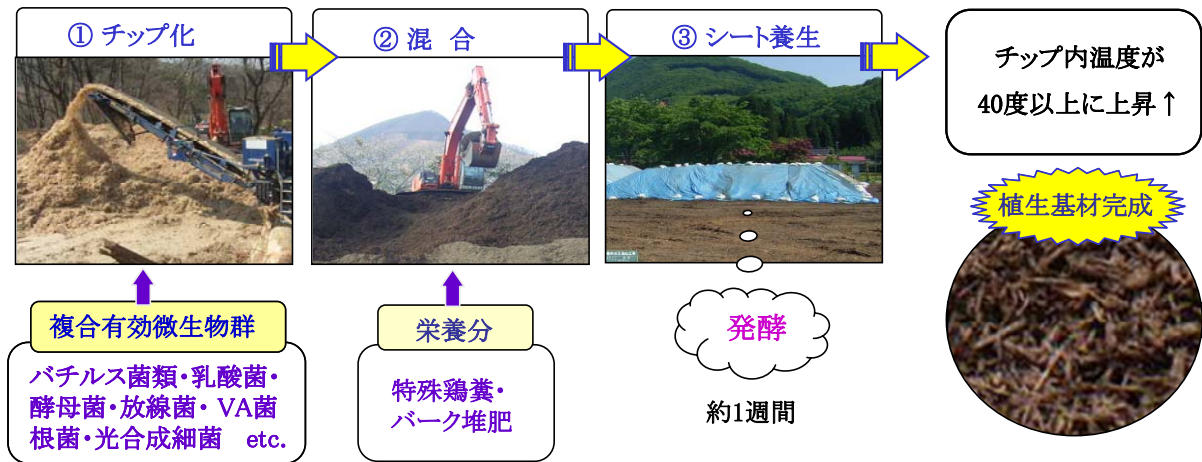 ① チップ化
② 混 合
③ シート養生
チップ内温度が
40度以上に上昇↑
植生基材完成
複合有効微生物群
バチルス菌類・乳酸菌・
酵母菌・放線菌・ VA菌
根菌・光合成細菌 etc.
栄養分
特殊鶏糞・
バーク堆肥
発酵
約1週間